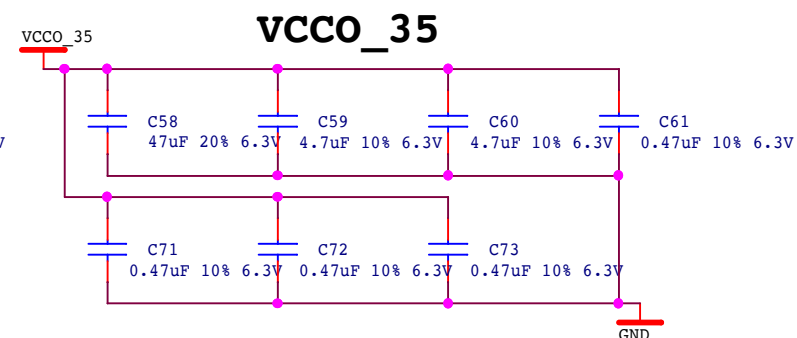 VCCO_35
VCCO_35
C58
47uF 20% 6.3V
C59
4.7uF 10% 6.3V
C60
4.7uF 10% 6.3V
C61
0.47uF 10% 6.3V
C71
0.47uF 10% 6.3V
C72
0.47uF 10% 6.3V
C73
0.47uF 10% 6.3V
GND